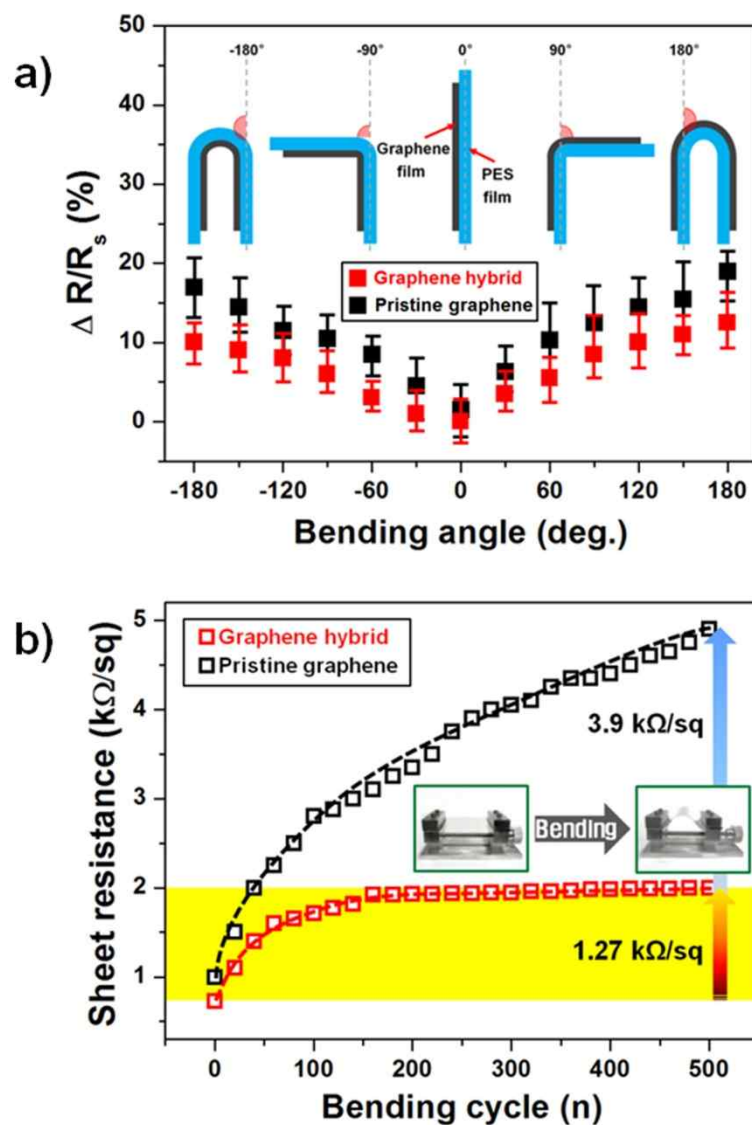 a)
50
40
30
20
10
0
Δ R/Rs (%)
-180°
-90°
0°
90°
180°
Graphene
film
PES
film
Graphene hybrid
Pristine graphene
-180
-120
-60
0
60
120
180
Bending angle (deg.)
b)
5
4
3
2
1
Sheet resistance (kΩ/sq)
Graphene hybrid
Pristine graphene
3.9 kΩ/sq
Bending
1.27 kΩ/sq
0
100
200
300
400
500
Bending cycle (n)